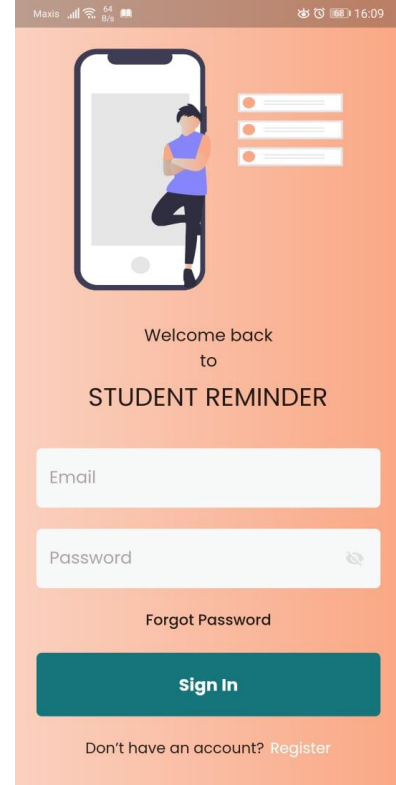 Maxis 64 B/s 68 16:09
Welcome back
to
STUDENT REMINDER
Email
Password
Forgot Password
Sign In
Don't have an account? Register